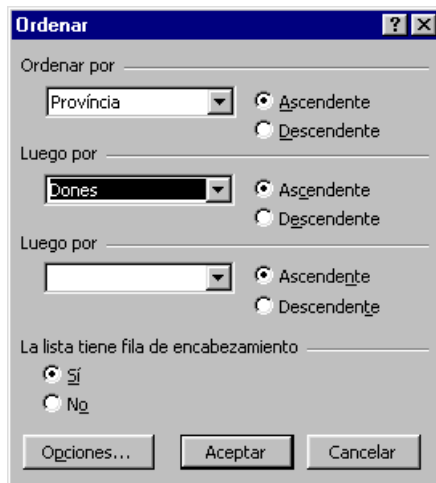 Ordenar
Ordenar por
Província
Ascendente
Descendente
Luego por
Dones
Ascendente
Descendente
Luego por
Ascendente
Descendente
La lista tiene fila de encabezamiento
Sí
No
Opciones...
Aceptar
Cancelar